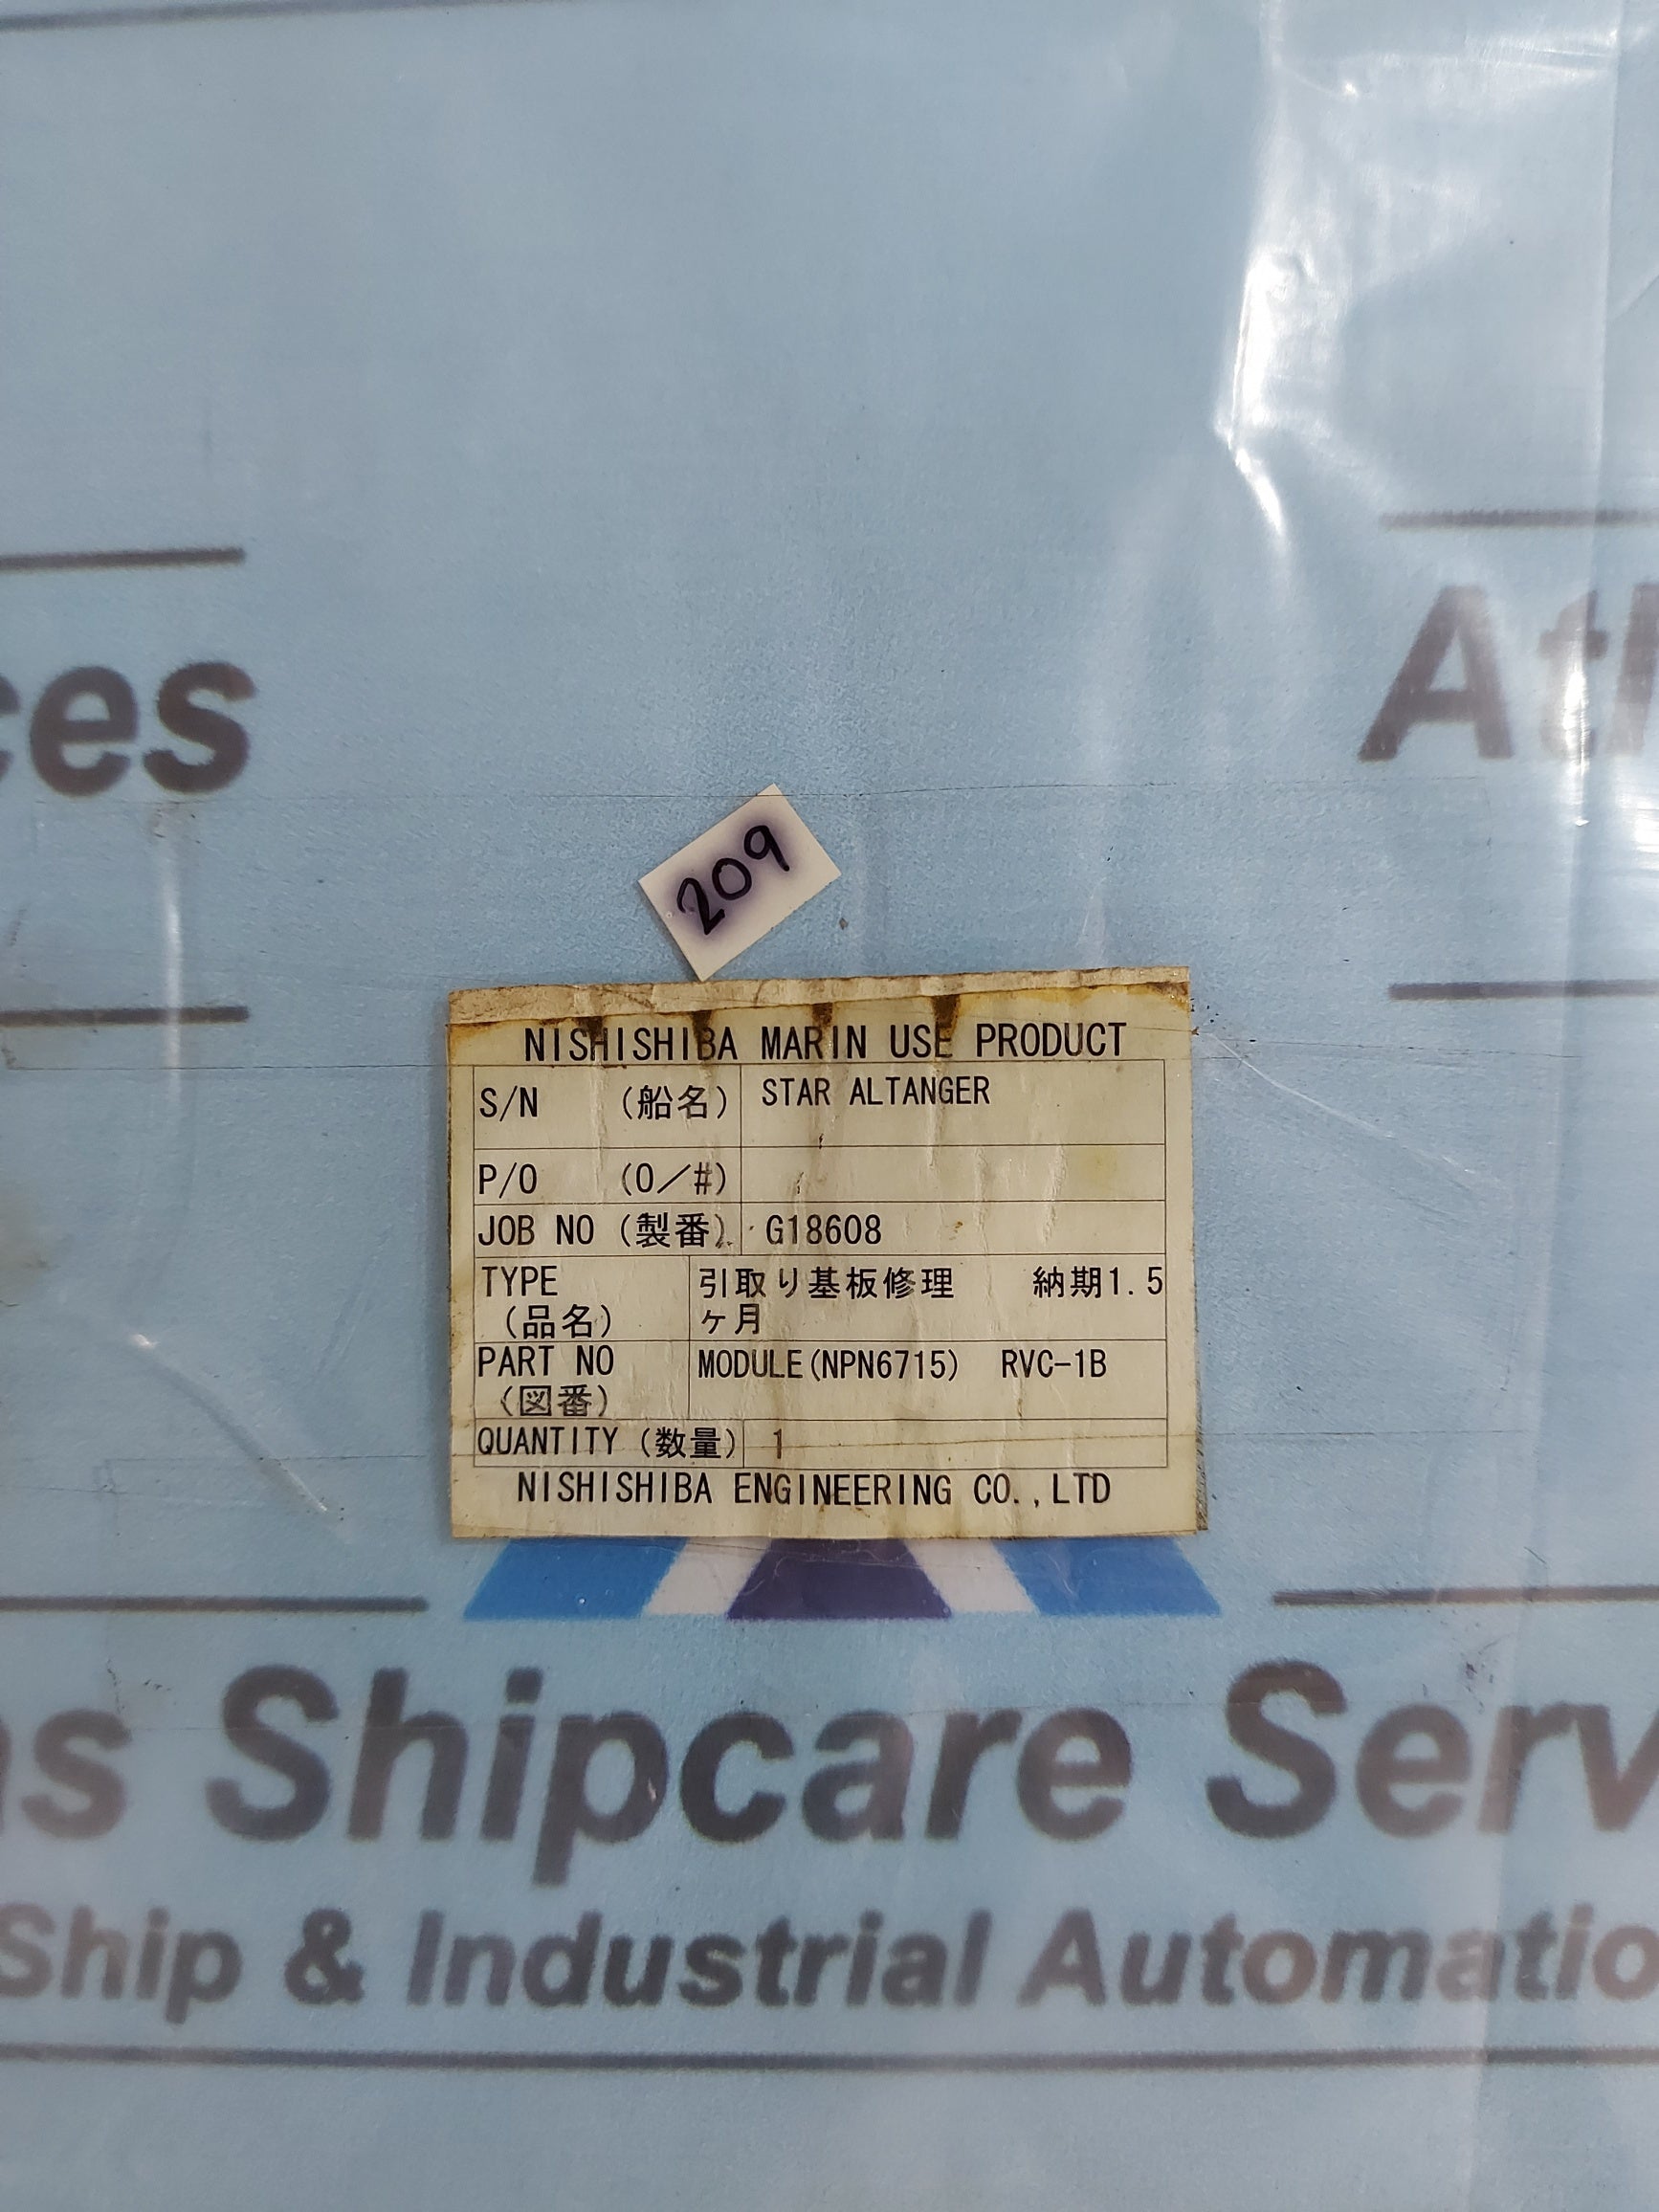 ces
Atl
209
NISHISHIBA MARIN USE PRODUCT
S/N （船名） STAR ALTANGER
P/O （O／#）
JOB NO （製番） G18608
TYPE 引取り基板修理 納期1.5
（品名） ヶ月
PART NO MODULE(NPN6715) RVC-1B
（図番）
QUANTITY （数量） 1
NISHISHIBA ENGINEERING CO.,LTD
as Shipcare Serv
Ship & Industrial Automatio